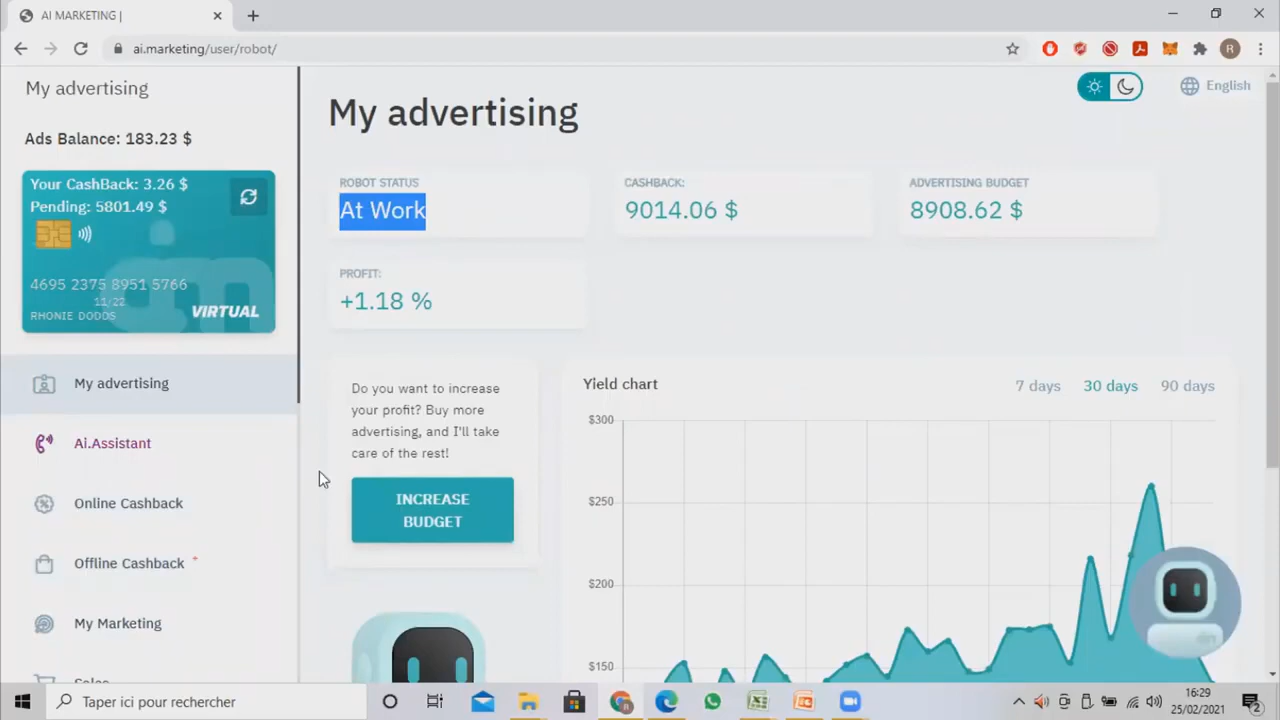 AI MARKETING |
ai.marketing/user/robot/
R
My advertising
Ads Balance: 183.23 $
Your CashBack: 3.26 $
Pending: 5801.49 $
4695 2375 8951 5766
11/22
RHONIE DODDS
VIRTUAL
My advertising
Ai.Assistant
Online Cashback
Offline Cashback *
My Marketing
Sales
English
My advertising
ROBOT STATUS
At Work
CASHBACK:
9014.06 $
ADVERTISING BUDGET
8908.62 $
PROFIT:
+1.18 %
Do you want to increase
your profit? Buy more
advertising, and I'll take
care of the rest!
INCREASE
BUDGET
Yield chart
7 days
30 days
90 days
$300
$250
$200
$150
Taper ici pour rechercher
16:29
25/02/2021
2